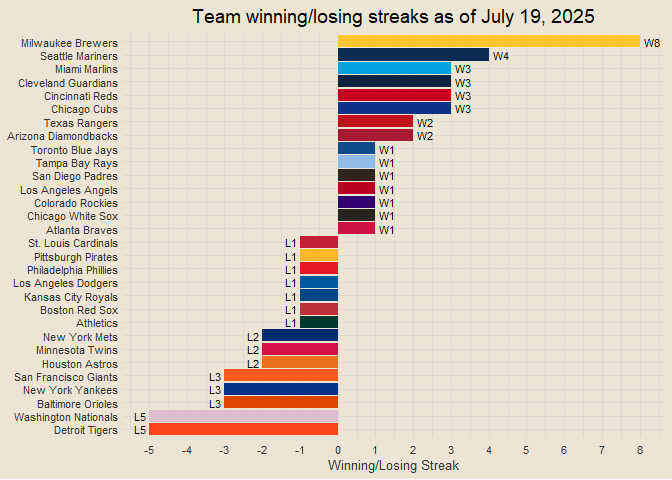 Team winning/losing streaks as of July 19, 2025
Milwaukee Brewers W8
Seattle Mariners W4
Miami Marlins W3
Cleveland Guardians W3
Cincinnati Reds W3
Chicago Cubs W3
Texas Rangers W2
Arizona Diamondbacks W2
Toronto Blue Jays W1
Tampa Bay Rays W1
San Diego Padres W1
Los Angeles Angels W1
Colorado Rockies W1
Chicago White Sox W1
Atlanta Braves W1
St. Louis Cardinals L1
Pittsburgh Pirates L1
Philadelphia Phillies L1
Los Angeles Dodgers L1
Kansas City Royals L1
Boston Red Sox L1
Athletics L1
New York Mets L2
Minnesota Twins L2
Houston Astros L2
San Francisco Giants L3
New York Yankees L3
Baltimore Orioles L3
Washington Nationals L5
Detroit Tigers L5
-5 -4 -3 -2 -1 0 1 2 3 4 5 6 7 8
Winning/Losing Streak